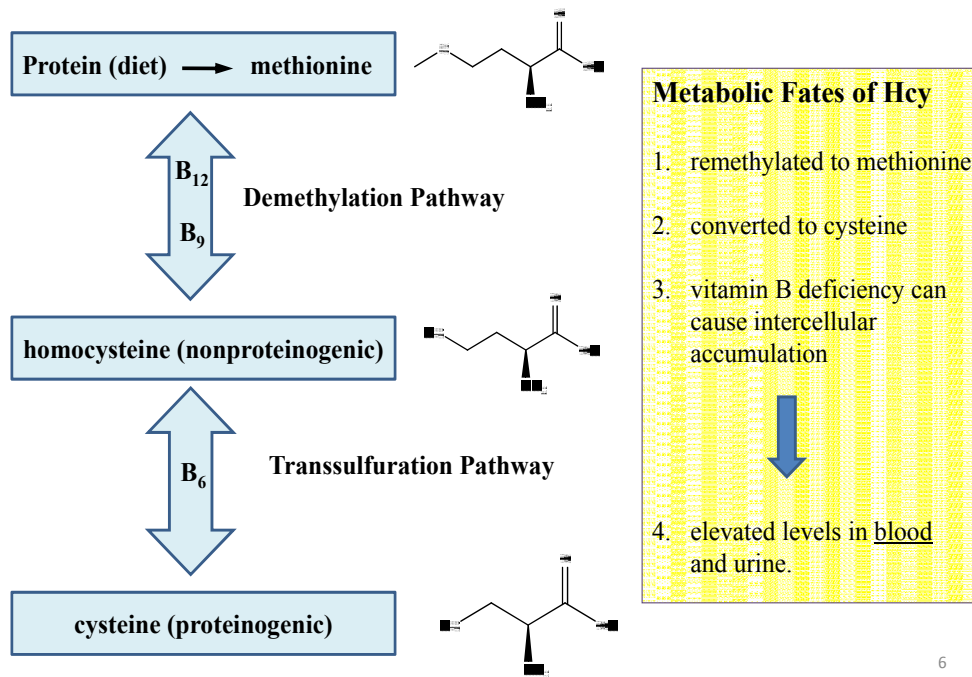 Protein (diet) → methionine
B₁₂
B₉
Demethylation Pathway
homocysteine (nonproteinogenic)
B₆
Transsulfuration Pathway
cysteine (proteinogenic)
Metabolic Fates of Hcy
1. remethylated to methionine
2. converted to cysteine
3. vitamin B deficiency can
cause intercellular
accumulation
4. elevated levels in blood
and urine.
6